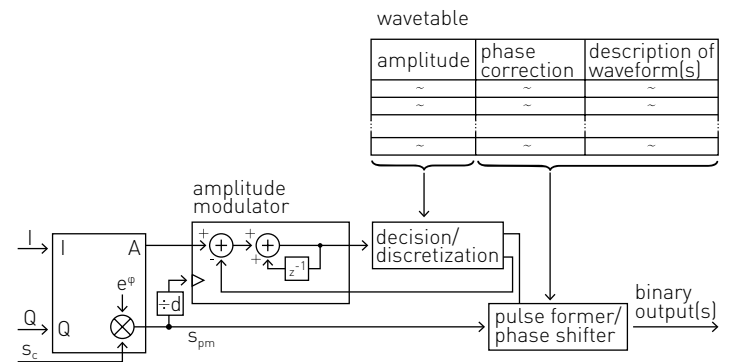 wavetable
amplitude
phase
correction
description of
waveform(s)
~ ~ ~
~ ~ ~
~ ~ ~
amplitude
modulator
I
I
A
+
+
-
+
z⁻¹
decision/
discretization
eᵠ
÷d
Q
Q
s_c
s_pm
pulse former/
phase shifter
binary
output(s)